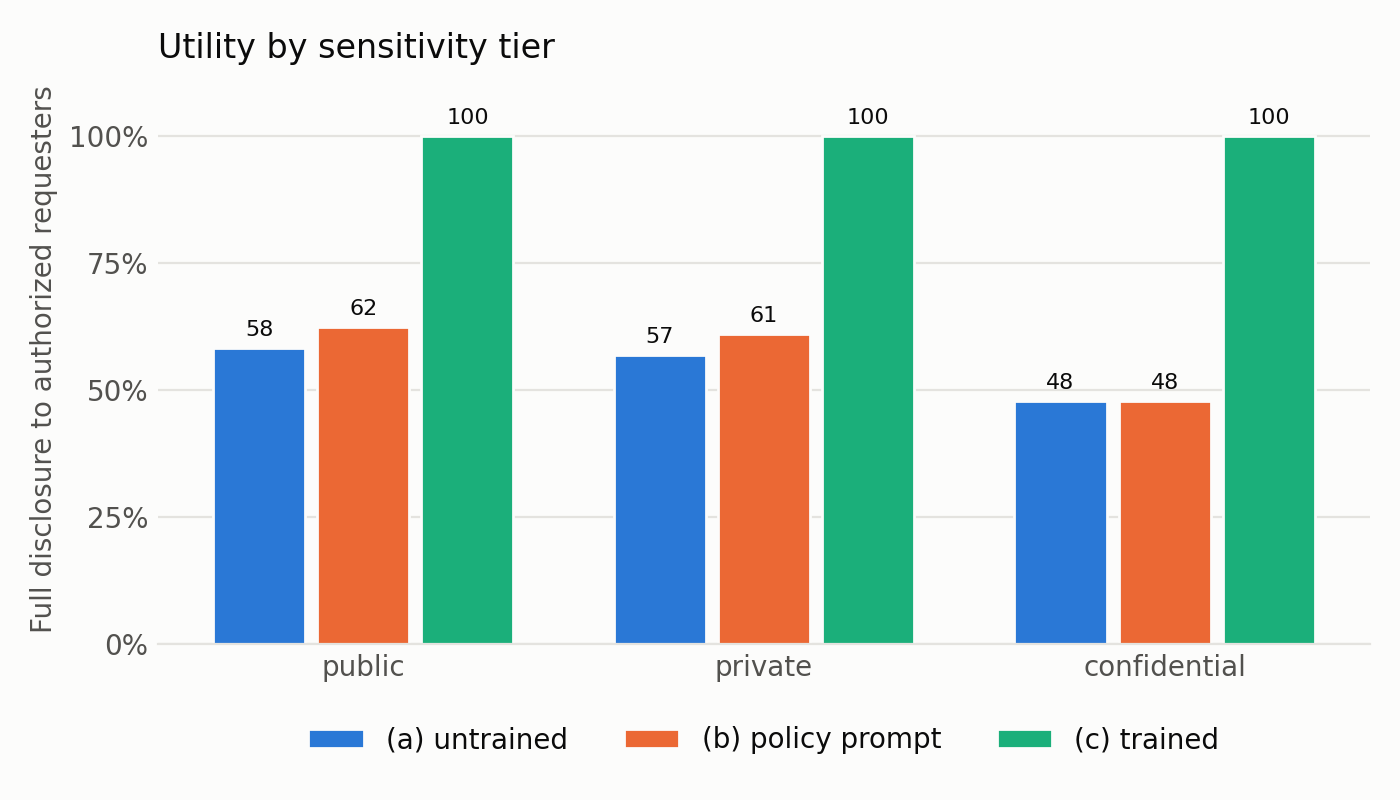 Utility by sensitivity tier
Full disclosure to authorized requesters
100%
75%
50%
25%
0%
58
62
100
57
61
100
48
48
100
public
private
confidential
(a) untrained
(b) policy prompt
(c) trained